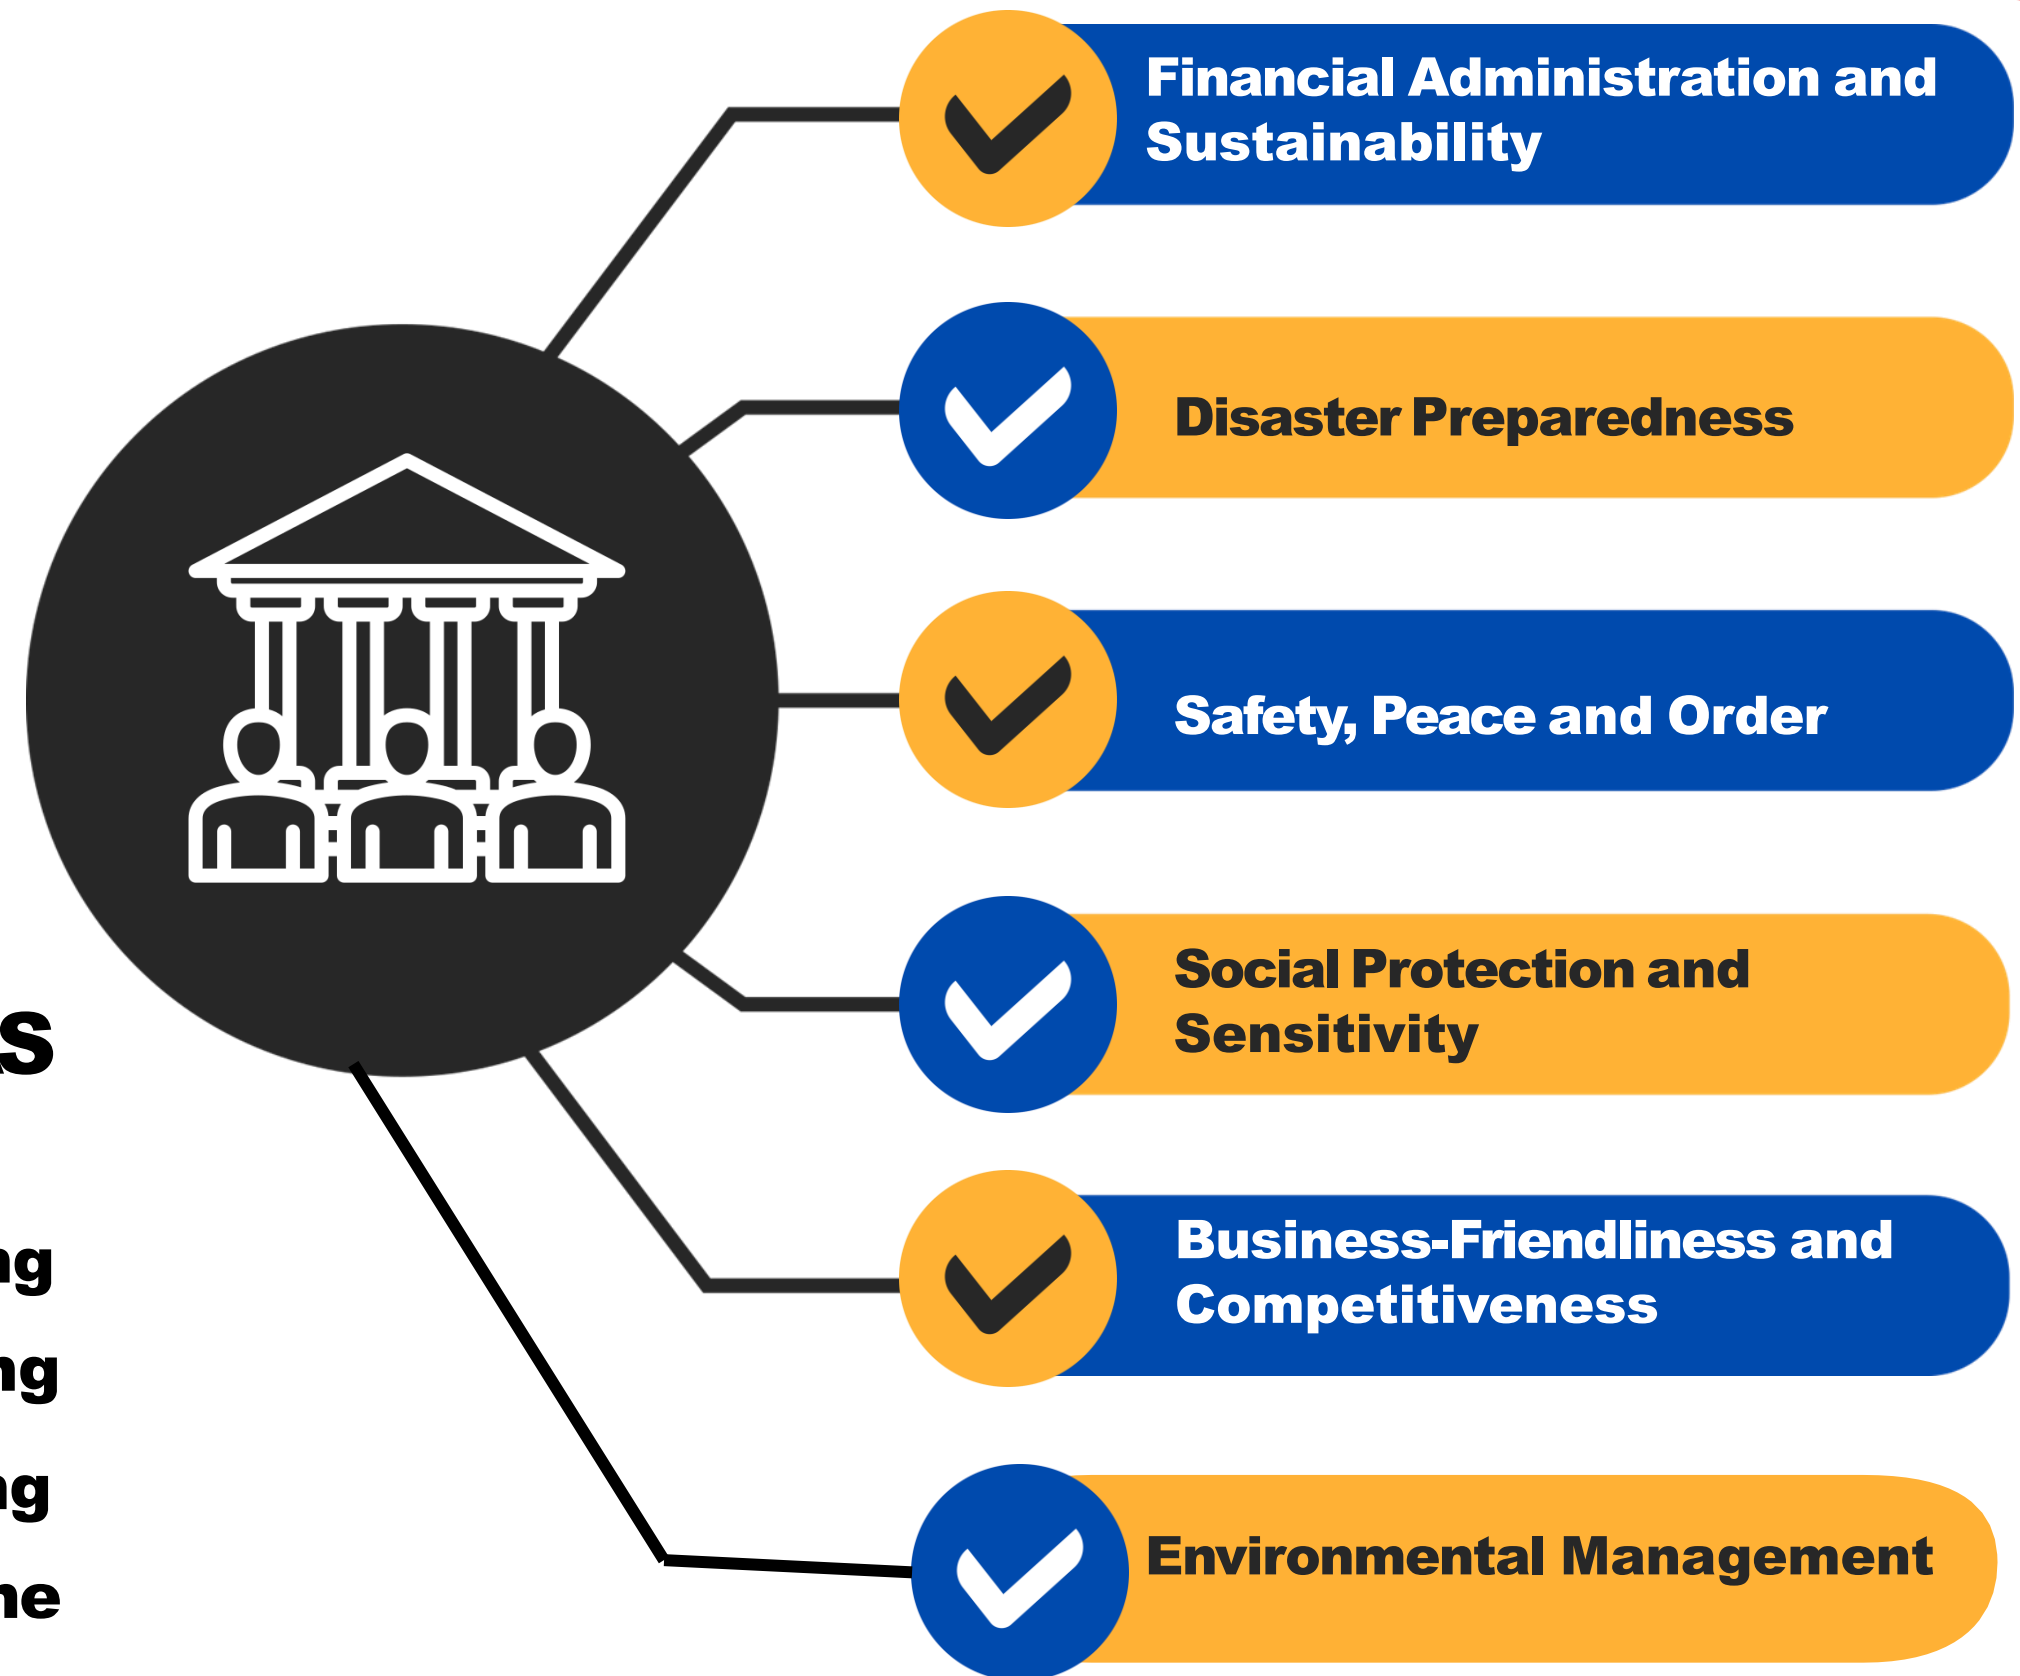 Financial Administration and
Sustainability
Disaster Preparedness
Safety, Peace and Order
Social Protection and
Sensitivity
Business-Friendliness and
Competitiveness
Environmental Management